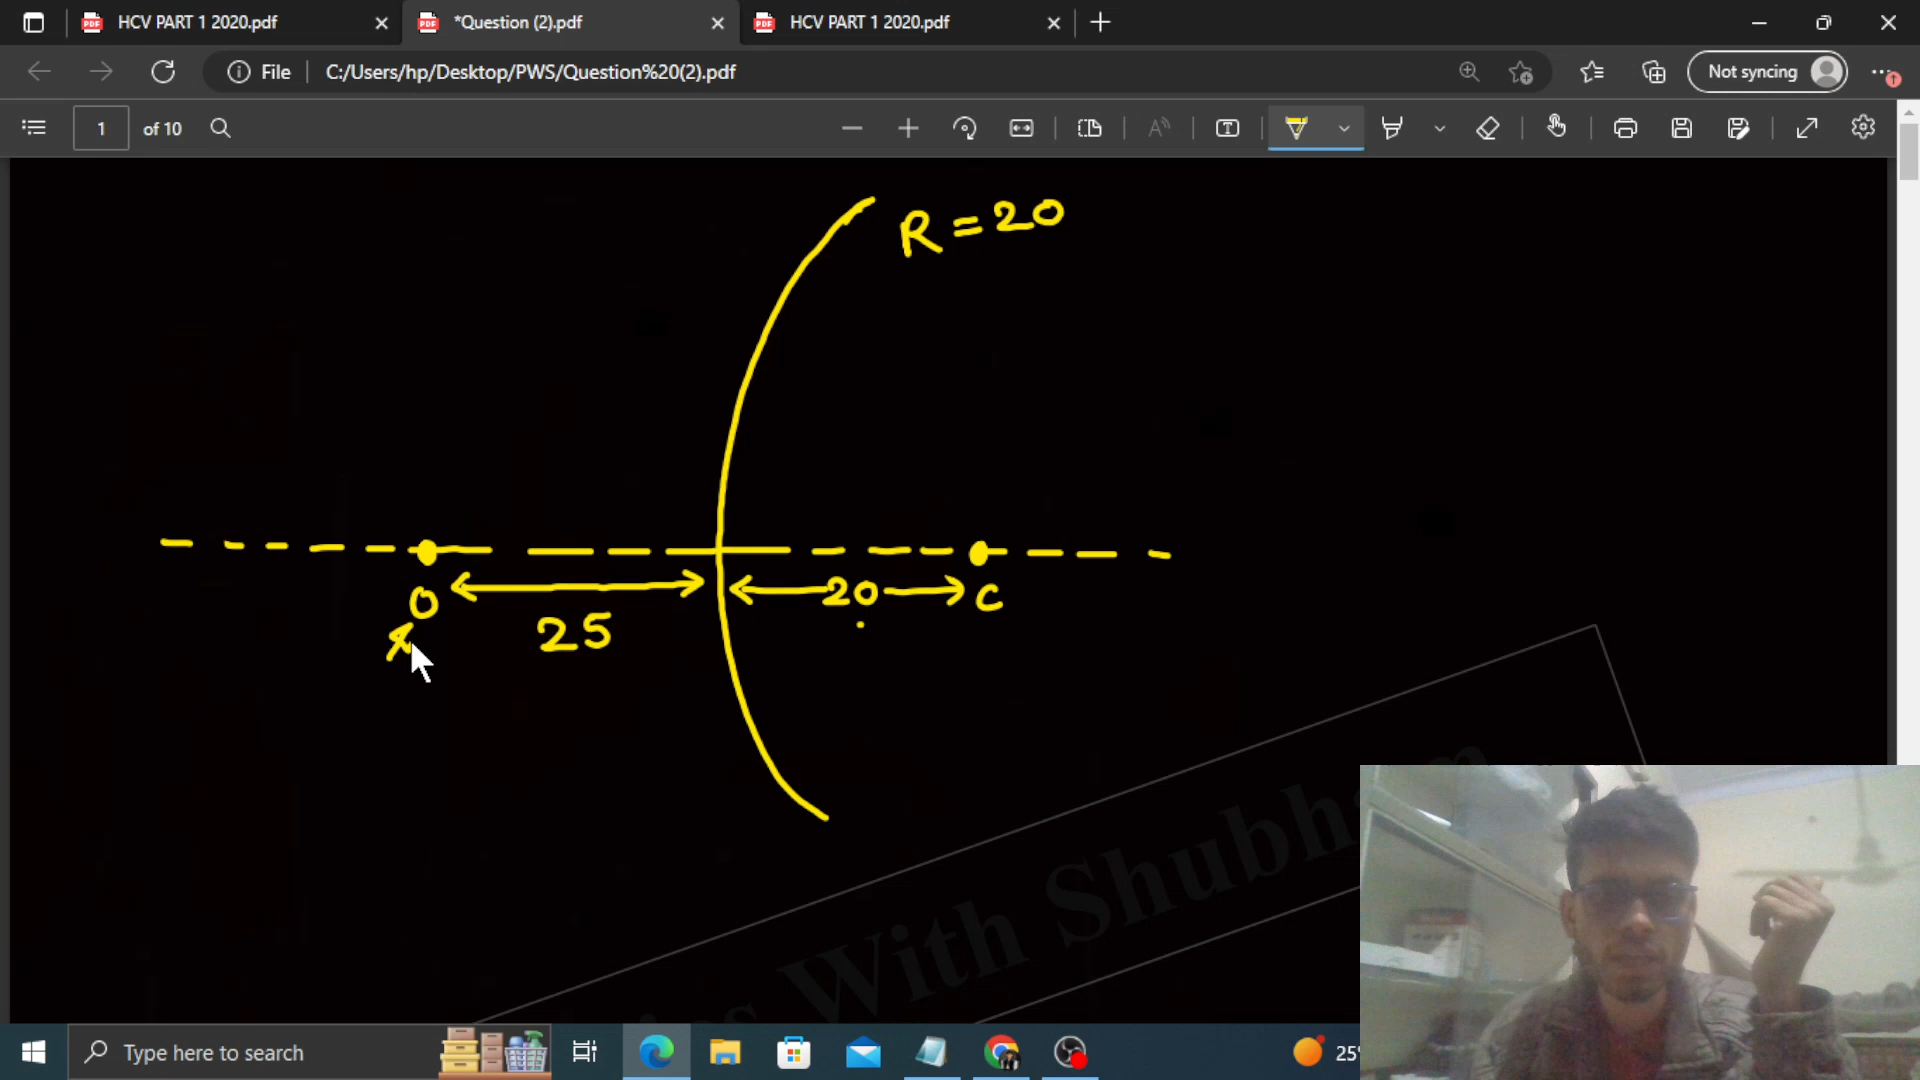 HCV PART 1 2020.pdf
*Question (2).pdf
HCV PART 1 2020.pdf
File
C:/Users/hp/Desktop/PWS/Question%20(2).pdf
Not syncing
1 of 10
R = 20
O
25
20
C
With Shubham
Type here to search
25°